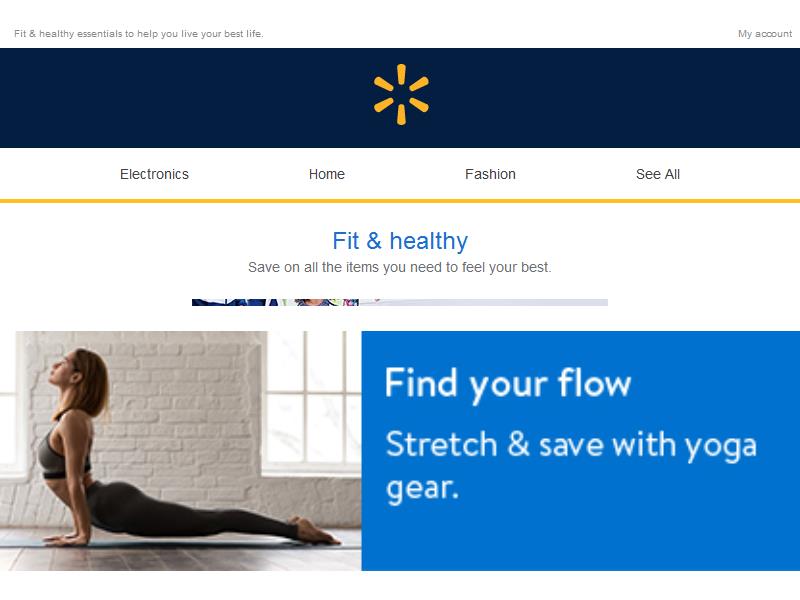 Fit & healthy essentials to help you live your best life.
My account
Electronics
Home
Fashion
See All
Fit & healthy
Save on all the items you need to feel your best.
Find your flow
Stretch & save with yoga
gear.